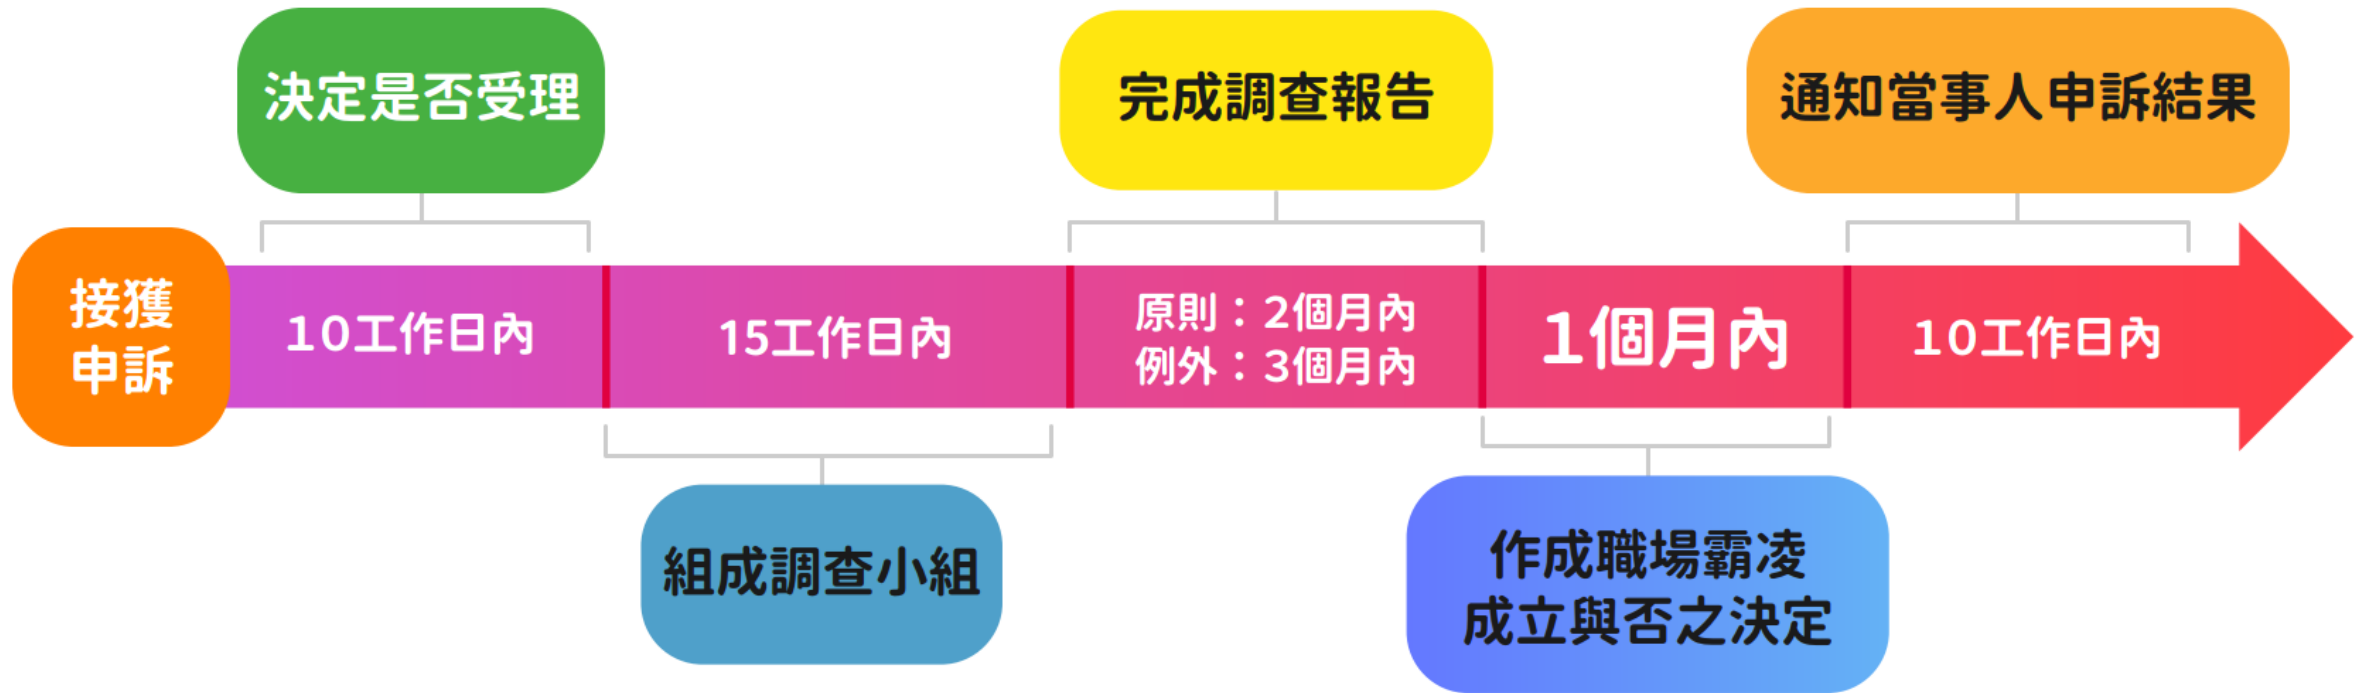 決定是否受理
完成調查報告
通知當事人申訴結果
接獲
申訴
10工作日內
15工作日內
原則：2個月內
例外：3個月內
1個月內
10工作日內
組成調查小組
作成職場霸凌
成立與否之決定